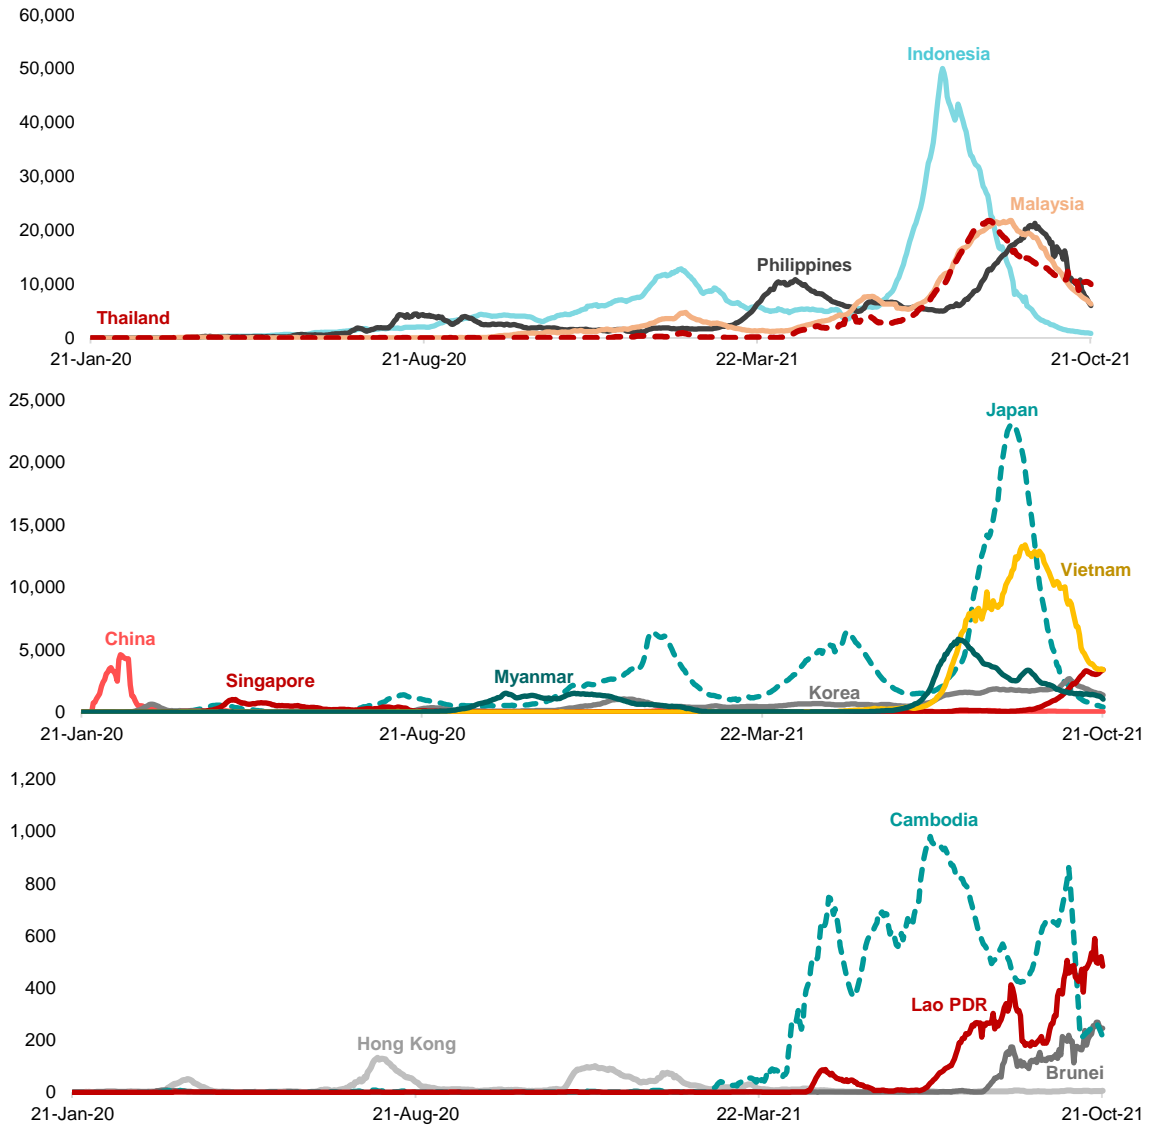 60,000
50,000
Indonesia
40,000
30,000
20,000
Malaysia
Philippines
10,000
Thailand
0
21-Jan-20 21-Aug-20 22-Mar-21 21-Oct-21
25,000
Japan
20,000
15,000
10,000
Vietnam
5,000
China
Singapore
Myanmar
Korea
0
21-Jan-20 21-Aug-20 22-Mar-21 21-Oct-21
1,200
1,000
Cambodia
800
600
400
Lao PDR
200
Hong Kong
Brunei
0
21-Jan-20 21-Aug-20 22-Mar-21 21-Oct-21